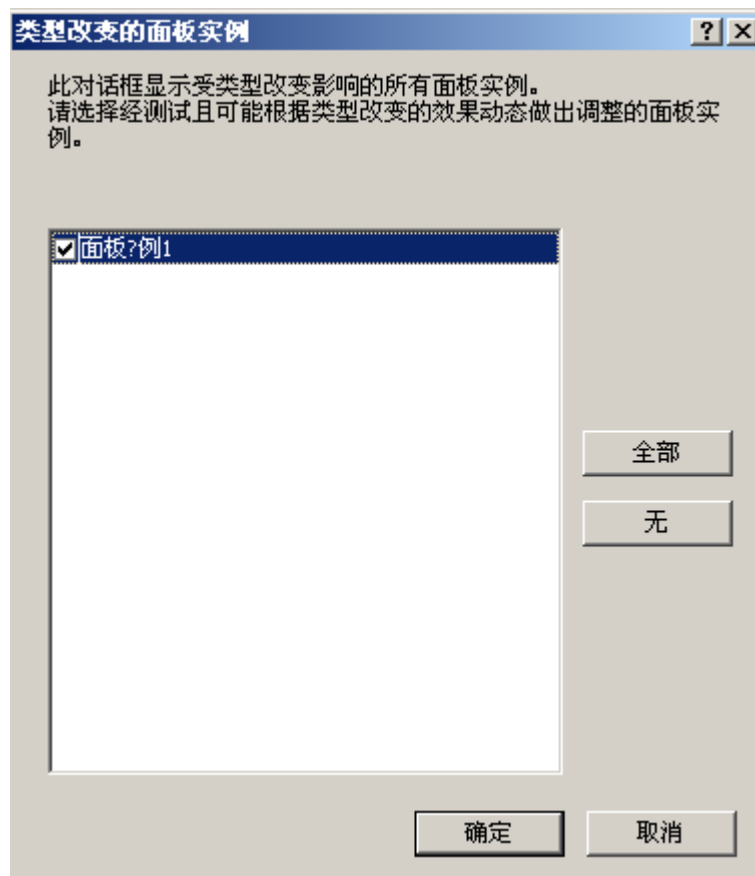 类型改变的面板实例
此对话框显示受类型改变影响的所有面板实例。
请选择经测试且可能根据类型改变的效果动态做出调整的面板实
例。
面板?例1
全部
无
确定
取消